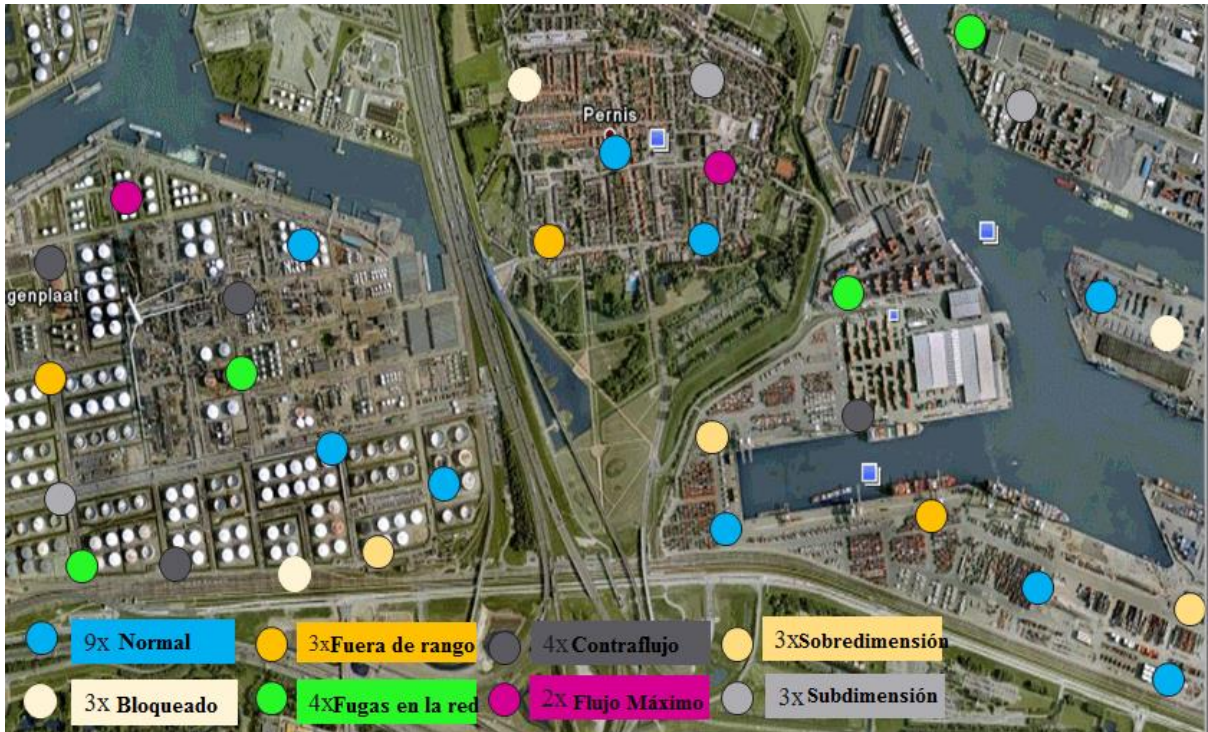 Pernis
genplaat
9x Normal
3xFuera de rango
4x Contraflujo
3xSobredimensión
3x Bloqueado
4xFugas en la red
2x Flujo Máximo
3x Subdimensión